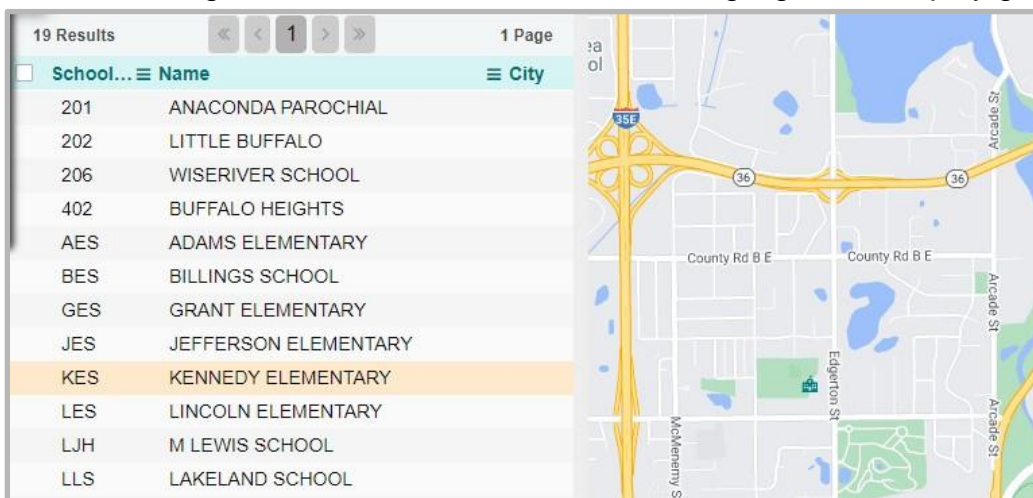 19 Results « < 1 > » 1 Page
School... ≡ Name ≡ City
201 ANACONDA PAROCHIAL
202 LITTLE BUFFALO
206 WISERIVER SCHOOL
402 BUFFALO HEIGHTS
AES ADAMS ELEMENTARY
BES BILLINGS SCHOOL
GES GRANT ELEMENTARY
JES JEFFERSON ELEMENTARY
KES KENNEDY ELEMENTARY
LES LINCOLN ELEMENTARY
LJH M LEWIS SCHOOL
LLS LAKELAND SCHOOL
ea
ol
35E
Arcade St
36
36
County Rd B E
County Rd B E
Arcade St
Edgerton St
Arcade St
McMenemy S